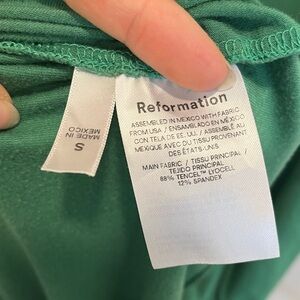 Reformation
ASSEMBLED IN MEXICO WITH FABRIC
FROM USA / ENSAMBLADO EN MÉXICO
CON TELA DE EE. UU. / ASSEMBLÉ AU
MEXIQUE AVEC DU TISSU PROVENANT
DES ÉTATS-UNIS
MAIN FABRIC / TISSU PRINCIPAL /
TEJIDO PRINCIPAL
88% TENCEL™ LYOCELL
12% SPANDEX
S
MADE IN
MEXICO